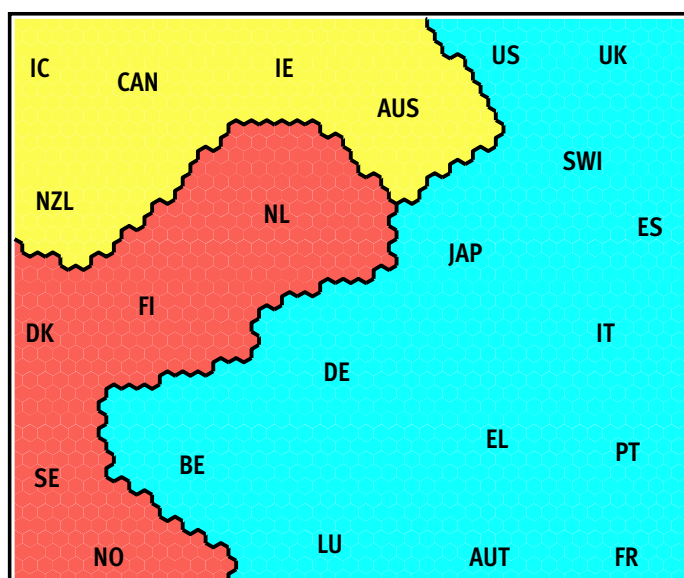 IC
CAN
IE
AUS
US
UK
SWI
NZL
NL
ES
JAP
FI
DK
IT
DE
EL
PT
BE
SE
LU
NO
AUT
FR